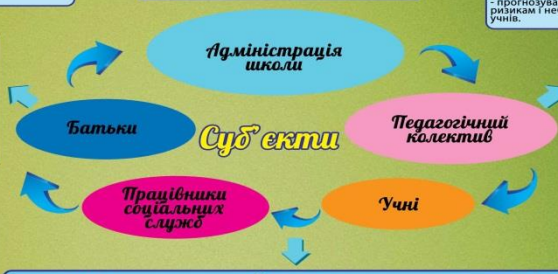 - прогнозува
ризикам і не
учнів.
Адміністрація
школи
Батьки
Суб'єкти
Педагогічний
колектив
Працівники
соціальних
служб
Учні